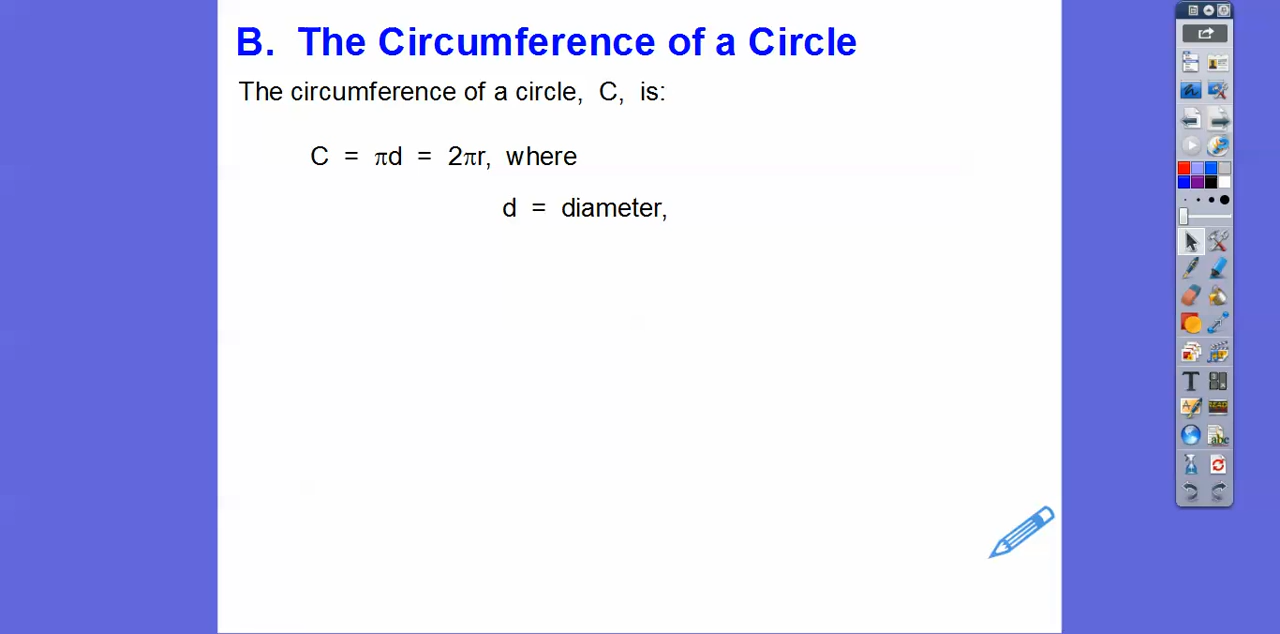 B. The Circumference of a Circle
The circumference of a circle, C, is:
C = πd = 2πr, where
d = diameter,